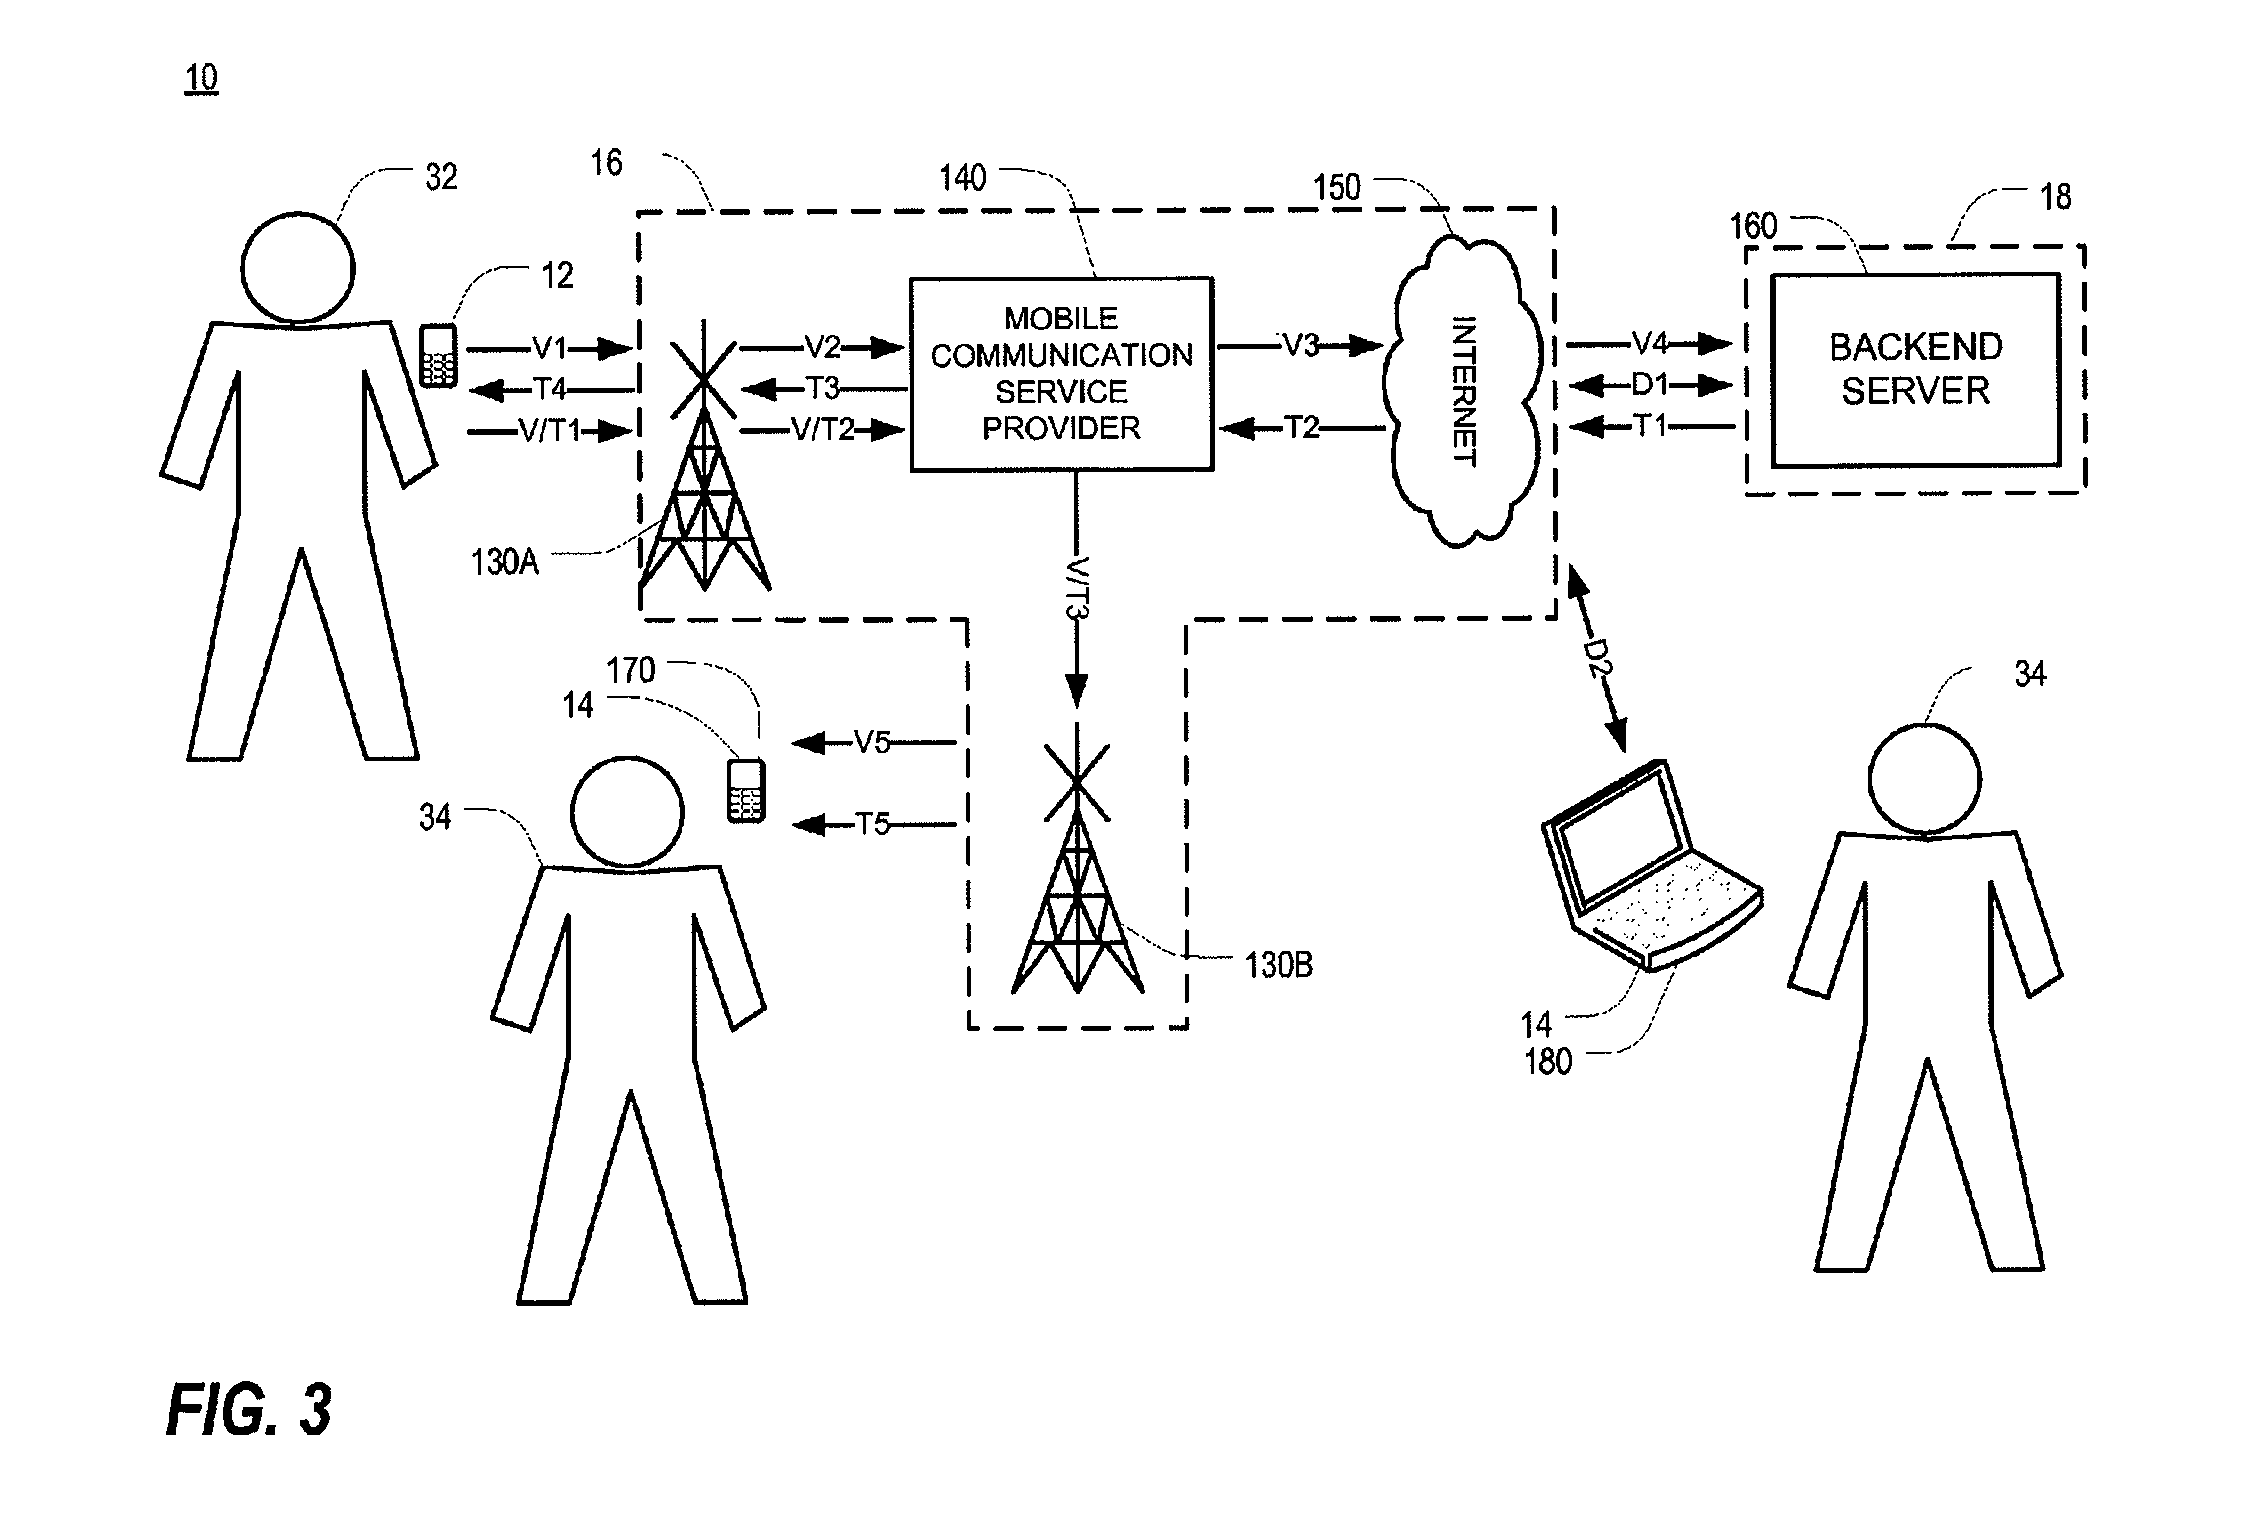 10
32
16
140
150
18
160
12
V1
V2
V3
V4
T4
T3
D1
V/T1
V/T2
T2
T1
MOBILE
COMMUNICATION
SERVICE
PROVIDER
INTERNET
BACKEND
SERVER
130A
V/T3
170
14
D2
34
V5
34
T5
130B
14
180
FIG. 3